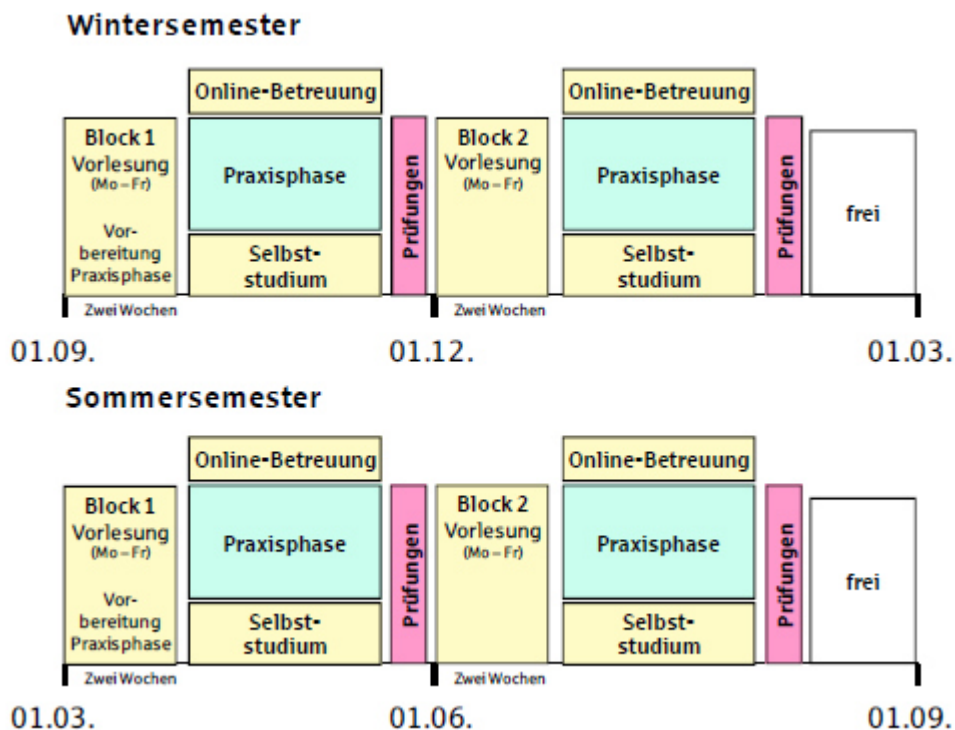 Wintersemester
Online-Betreuung
Online-Betreuung
Block 1
Vorlesung
(Mo – Fr)
Vor-
bereitung
Praxisphase
Praxisphase
Selbst-
studium
Prüfungen
Block 2
Vorlesung
(Mo – Fr)
Praxisphase
Selbst-
studium
Prüfungen
frei
Zwei Wochen
Zwei Wochen
01.09.
01.12.
01.03.
Sommersemester
Online-Betreuung
Online-Betreuung
Block 1
Vorlesung
(Mo – Fr)
Vor-
bereitung
Praxisphase
Praxisphase
Selbst-
studium
Prüfungen
Block 2
Vorlesung
(Mo – Fr)
Praxisphase
Selbst-
studium
Prüfungen
frei
Zwei Wochen
Zwei Wochen
01.03.
01.06.
01.09.